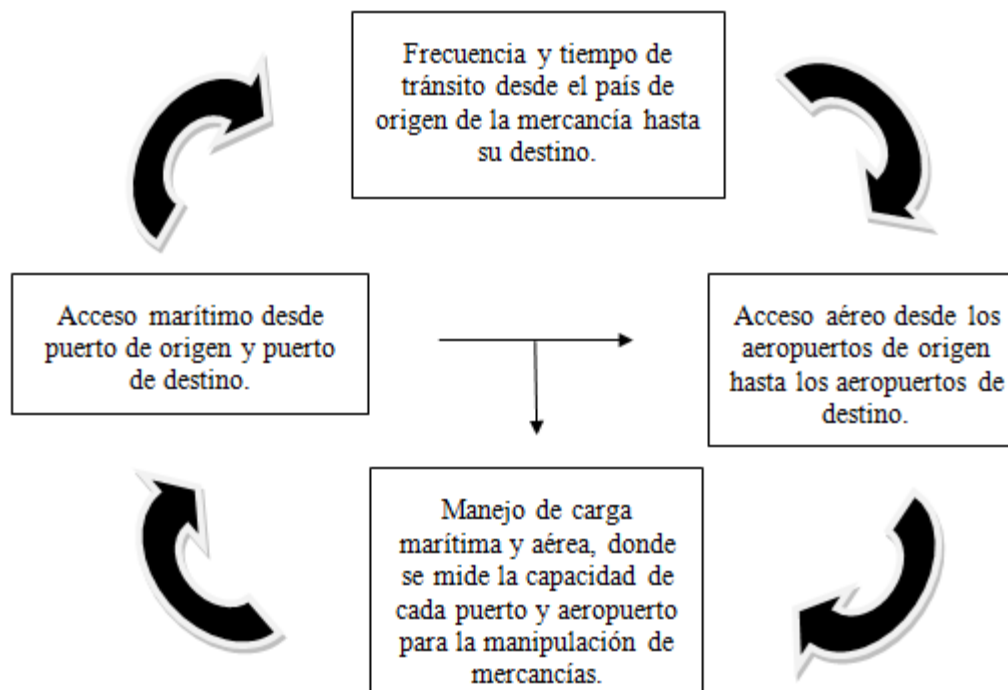 Frecuencia y tiempo de
tránsito desde el país de
origen de la mercancía hasta
su destino.
Acceso marítimo desde
puerto de origen y puerto
de destino.
Acceso aéreo desde los
aeropuertos de origen
hasta los aeropuertos de
destino.
Manejo de carga
marítima y aérea, donde
se mide la capacidad de
cada puerto y aeropuerto
para la manipulación de
mercancías.